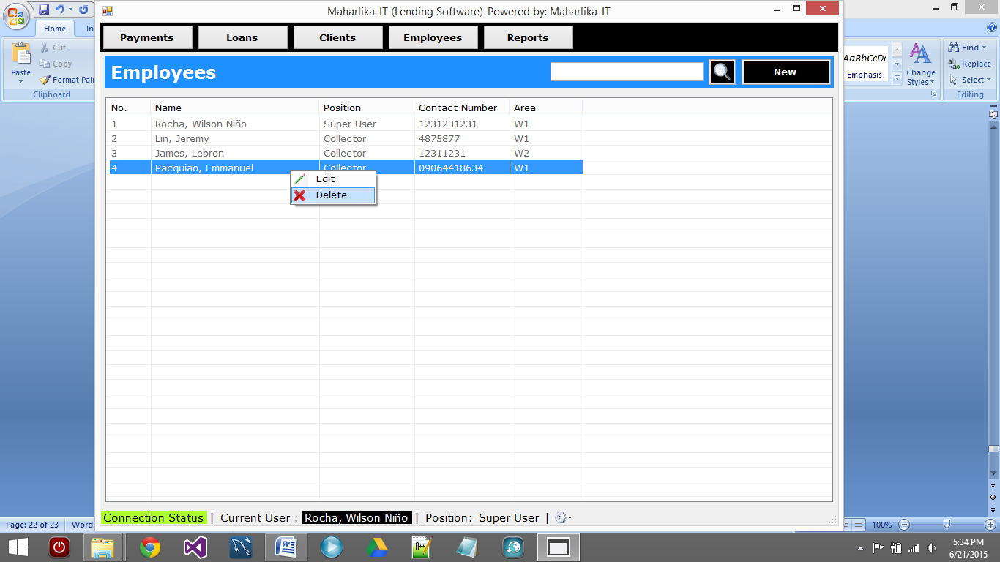 Maharlika-IT (Lending Software)-Powered by: Maharlika-IT
Home In
Payments Loans Clients Employees Reports
Paste Cut
Copy
Format Pain
Clipboard
AaBbCcDc
Emphasis
Change Styles
Find
Replace
Select
Editing
Employees New
No. Name Position Contact Number Area
1 Rocha, Wilson Niño Super User 1231231231 W1
2 Lin, Jeremy Collector 4875877 W1
3 James, Lebron Collector 12311231 W2
4 Pacquiao, Emmanuel Collector 09064418634 W1
Edit
Delete
Connection Status | Current User : Rocha, Wilson Niño | Position: Super User |
Page: 22 of 23 Words 100%
5:34 PM
6/21/2015